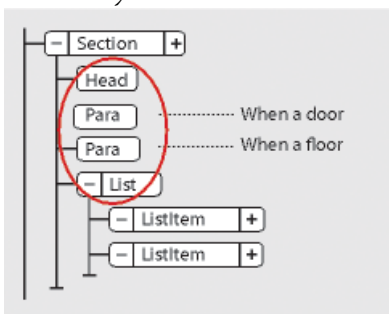 − Section +
Head
Para When a door
Para When a floor
− List
− ListItem +
− ListItem +